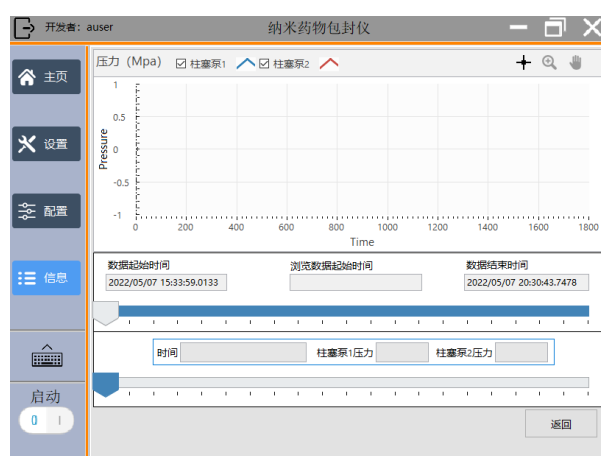 开发者: auser
纳米药物包封仪
主页
设置
配置
信息
启动
0 I
压力 (Mpa) 柱塞泵1 柱塞泵2
Pressure
1
0.5
0
-0.5
-1
0 200 400 600 800 1000 1200 1400 1600 1800
Time
数据起始时间 浏览数据起始时间 数据结束时间
2022/05/07 15:33:59.0133 2022/05/07 20:30:43.7478
时间 柱塞泵1压力 柱塞泵2压力
返回